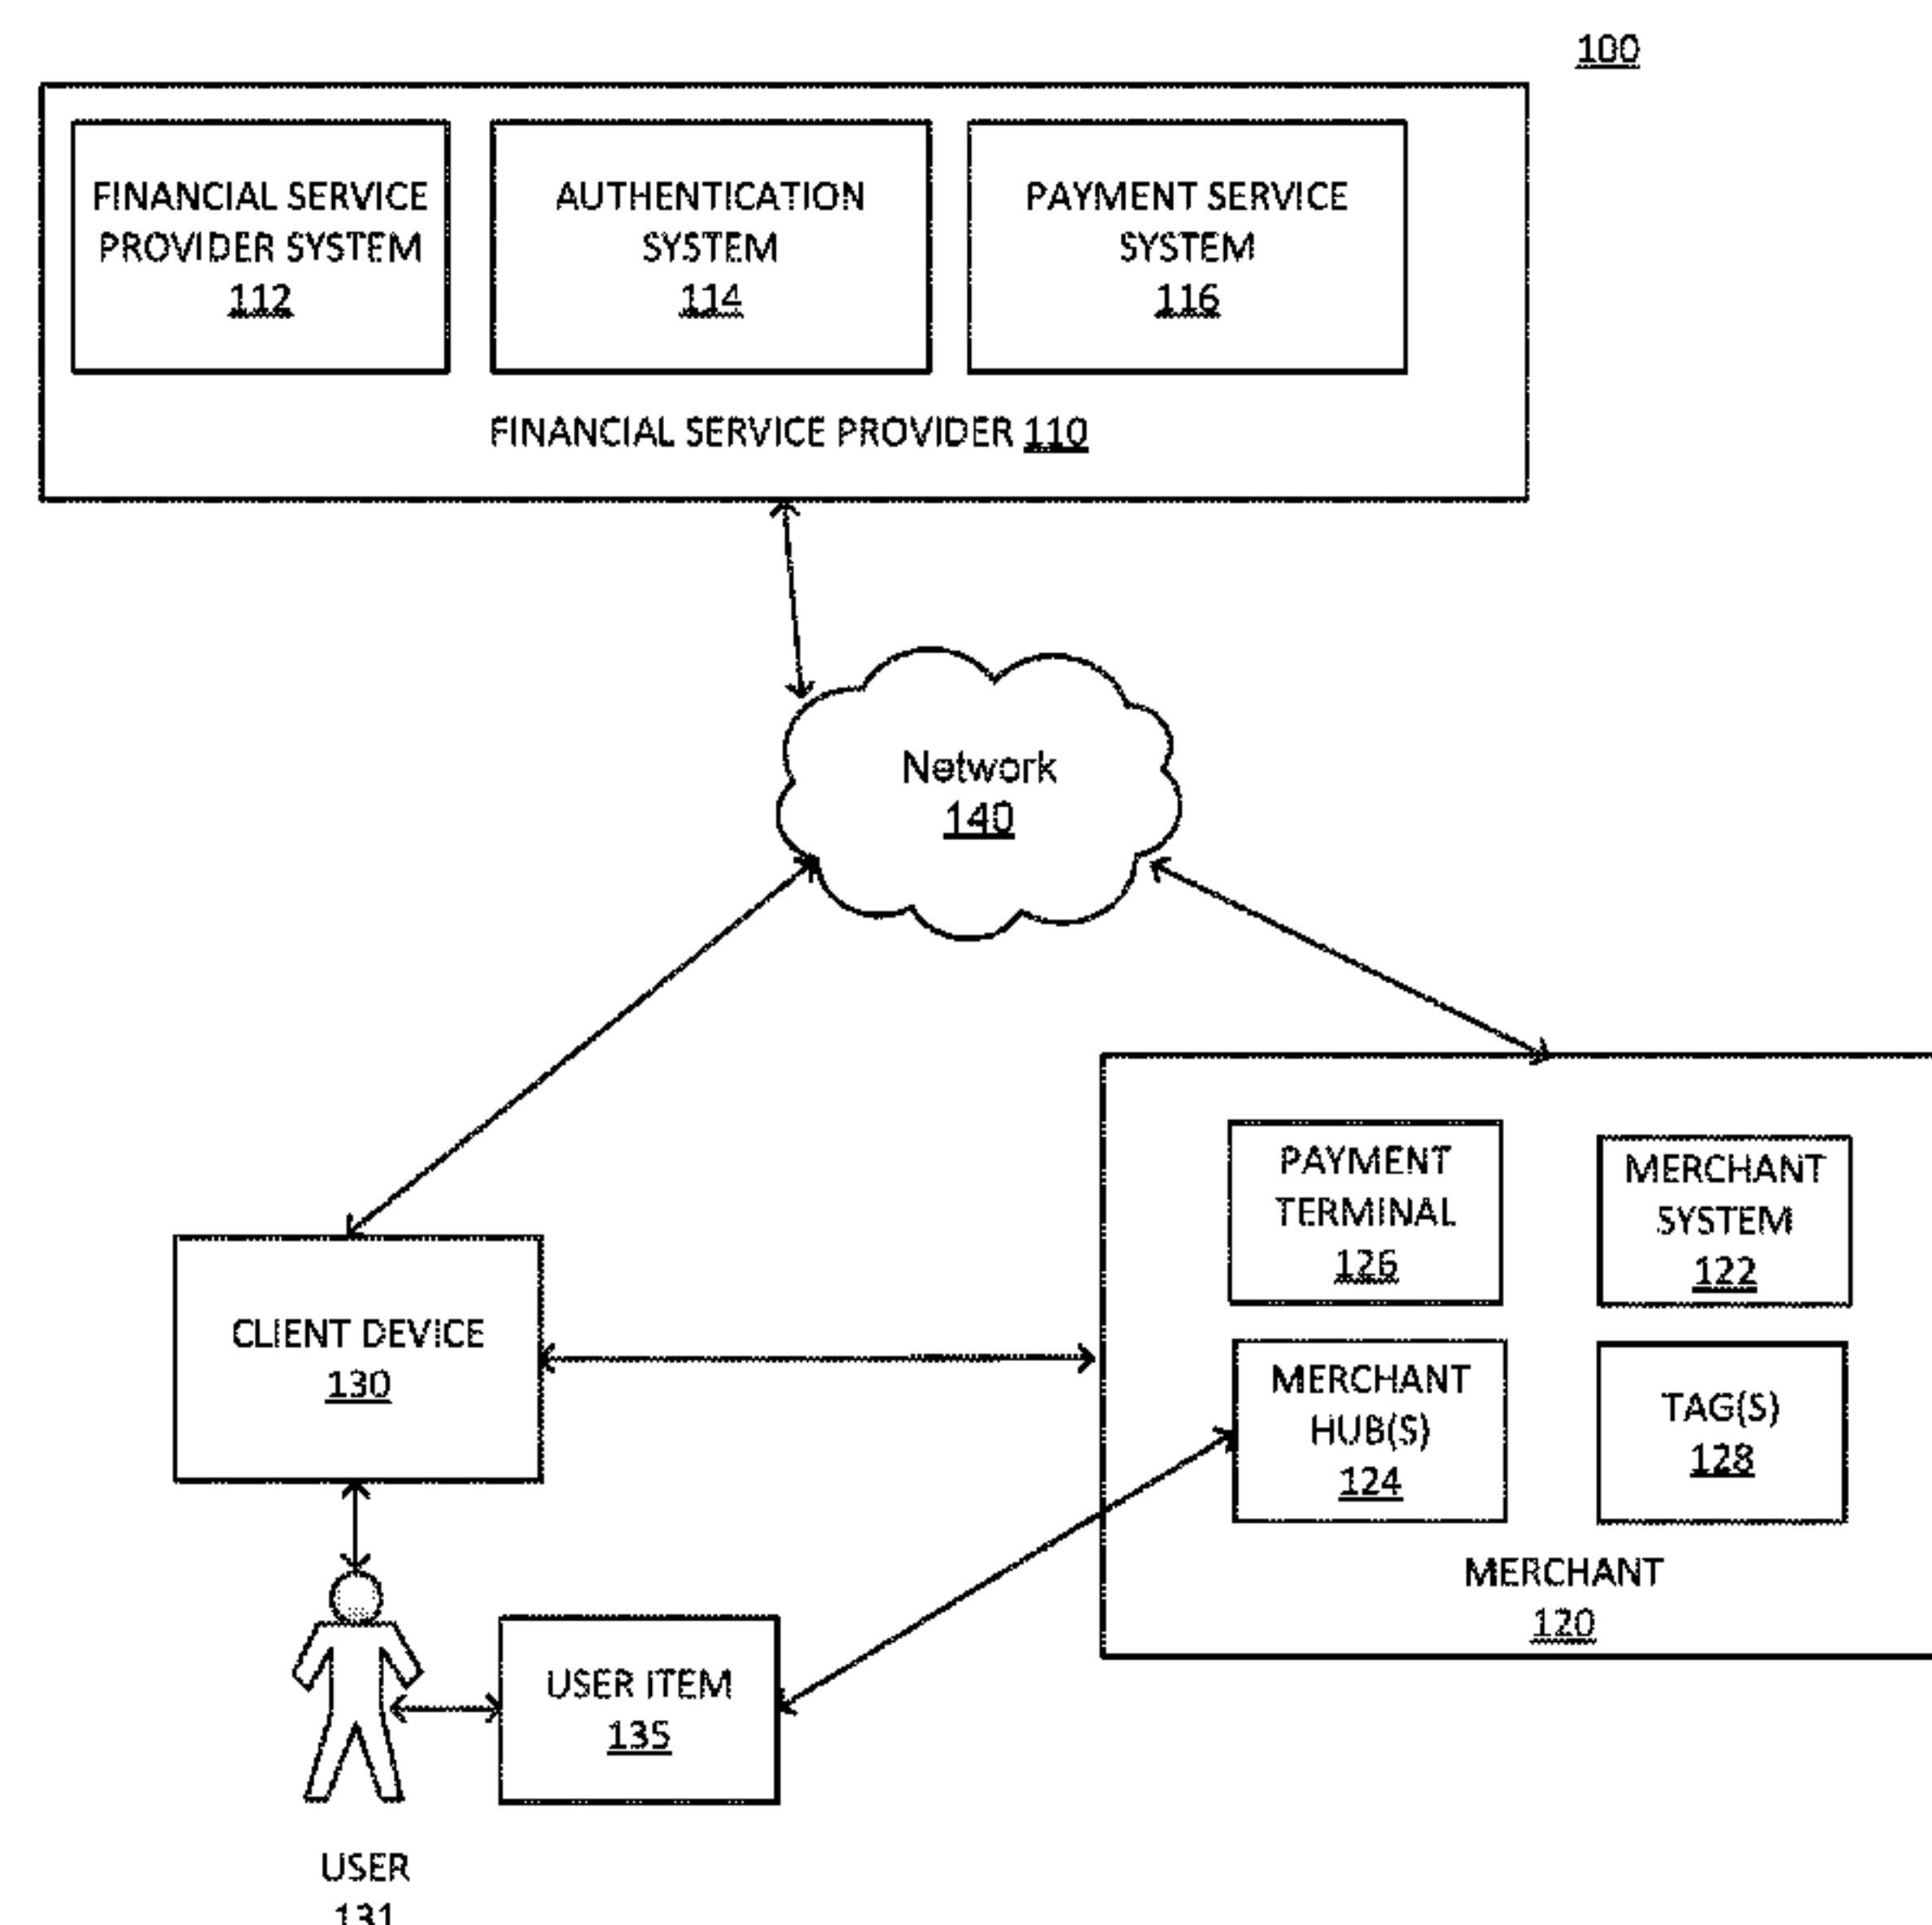 100
FINANCIAL SERVICE
PROVIDER SYSTEM
112
AUTHENTICATION
SYSTEM
114
PAYMENT SERVICE
SYSTEM
116
FINANCIAL SERVICE PROVIDER 110
Network
140
PAYMENT
TERMINAL
126
MERCHANT
SYSTEM
122
CLIENT DEVICE
130
MERCHANT
HUB(S)
124
TAG(S)
128
MERCHANT
120
USER ITEM
135
USER
131